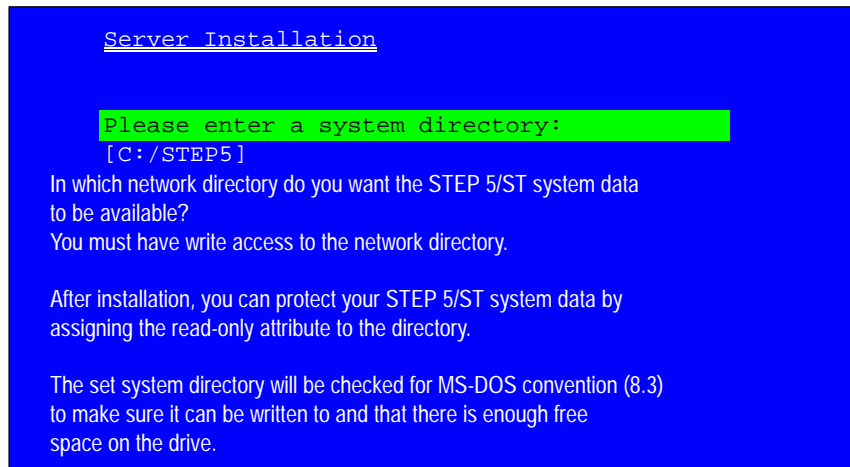 Server Installation
Please enter a system directory:
[C:/STEP5]
In which network directory do you want the STEP 5/ST system data
to be available?
You must have write access to the network directory.
After installation, you can protect your STEP 5/ST system data by
assigning the read-only attribute to the directory.
The set system directory will be checked for MS-DOS convention (8.3)
to make sure it can be written to and that there is enough free
space on the drive.